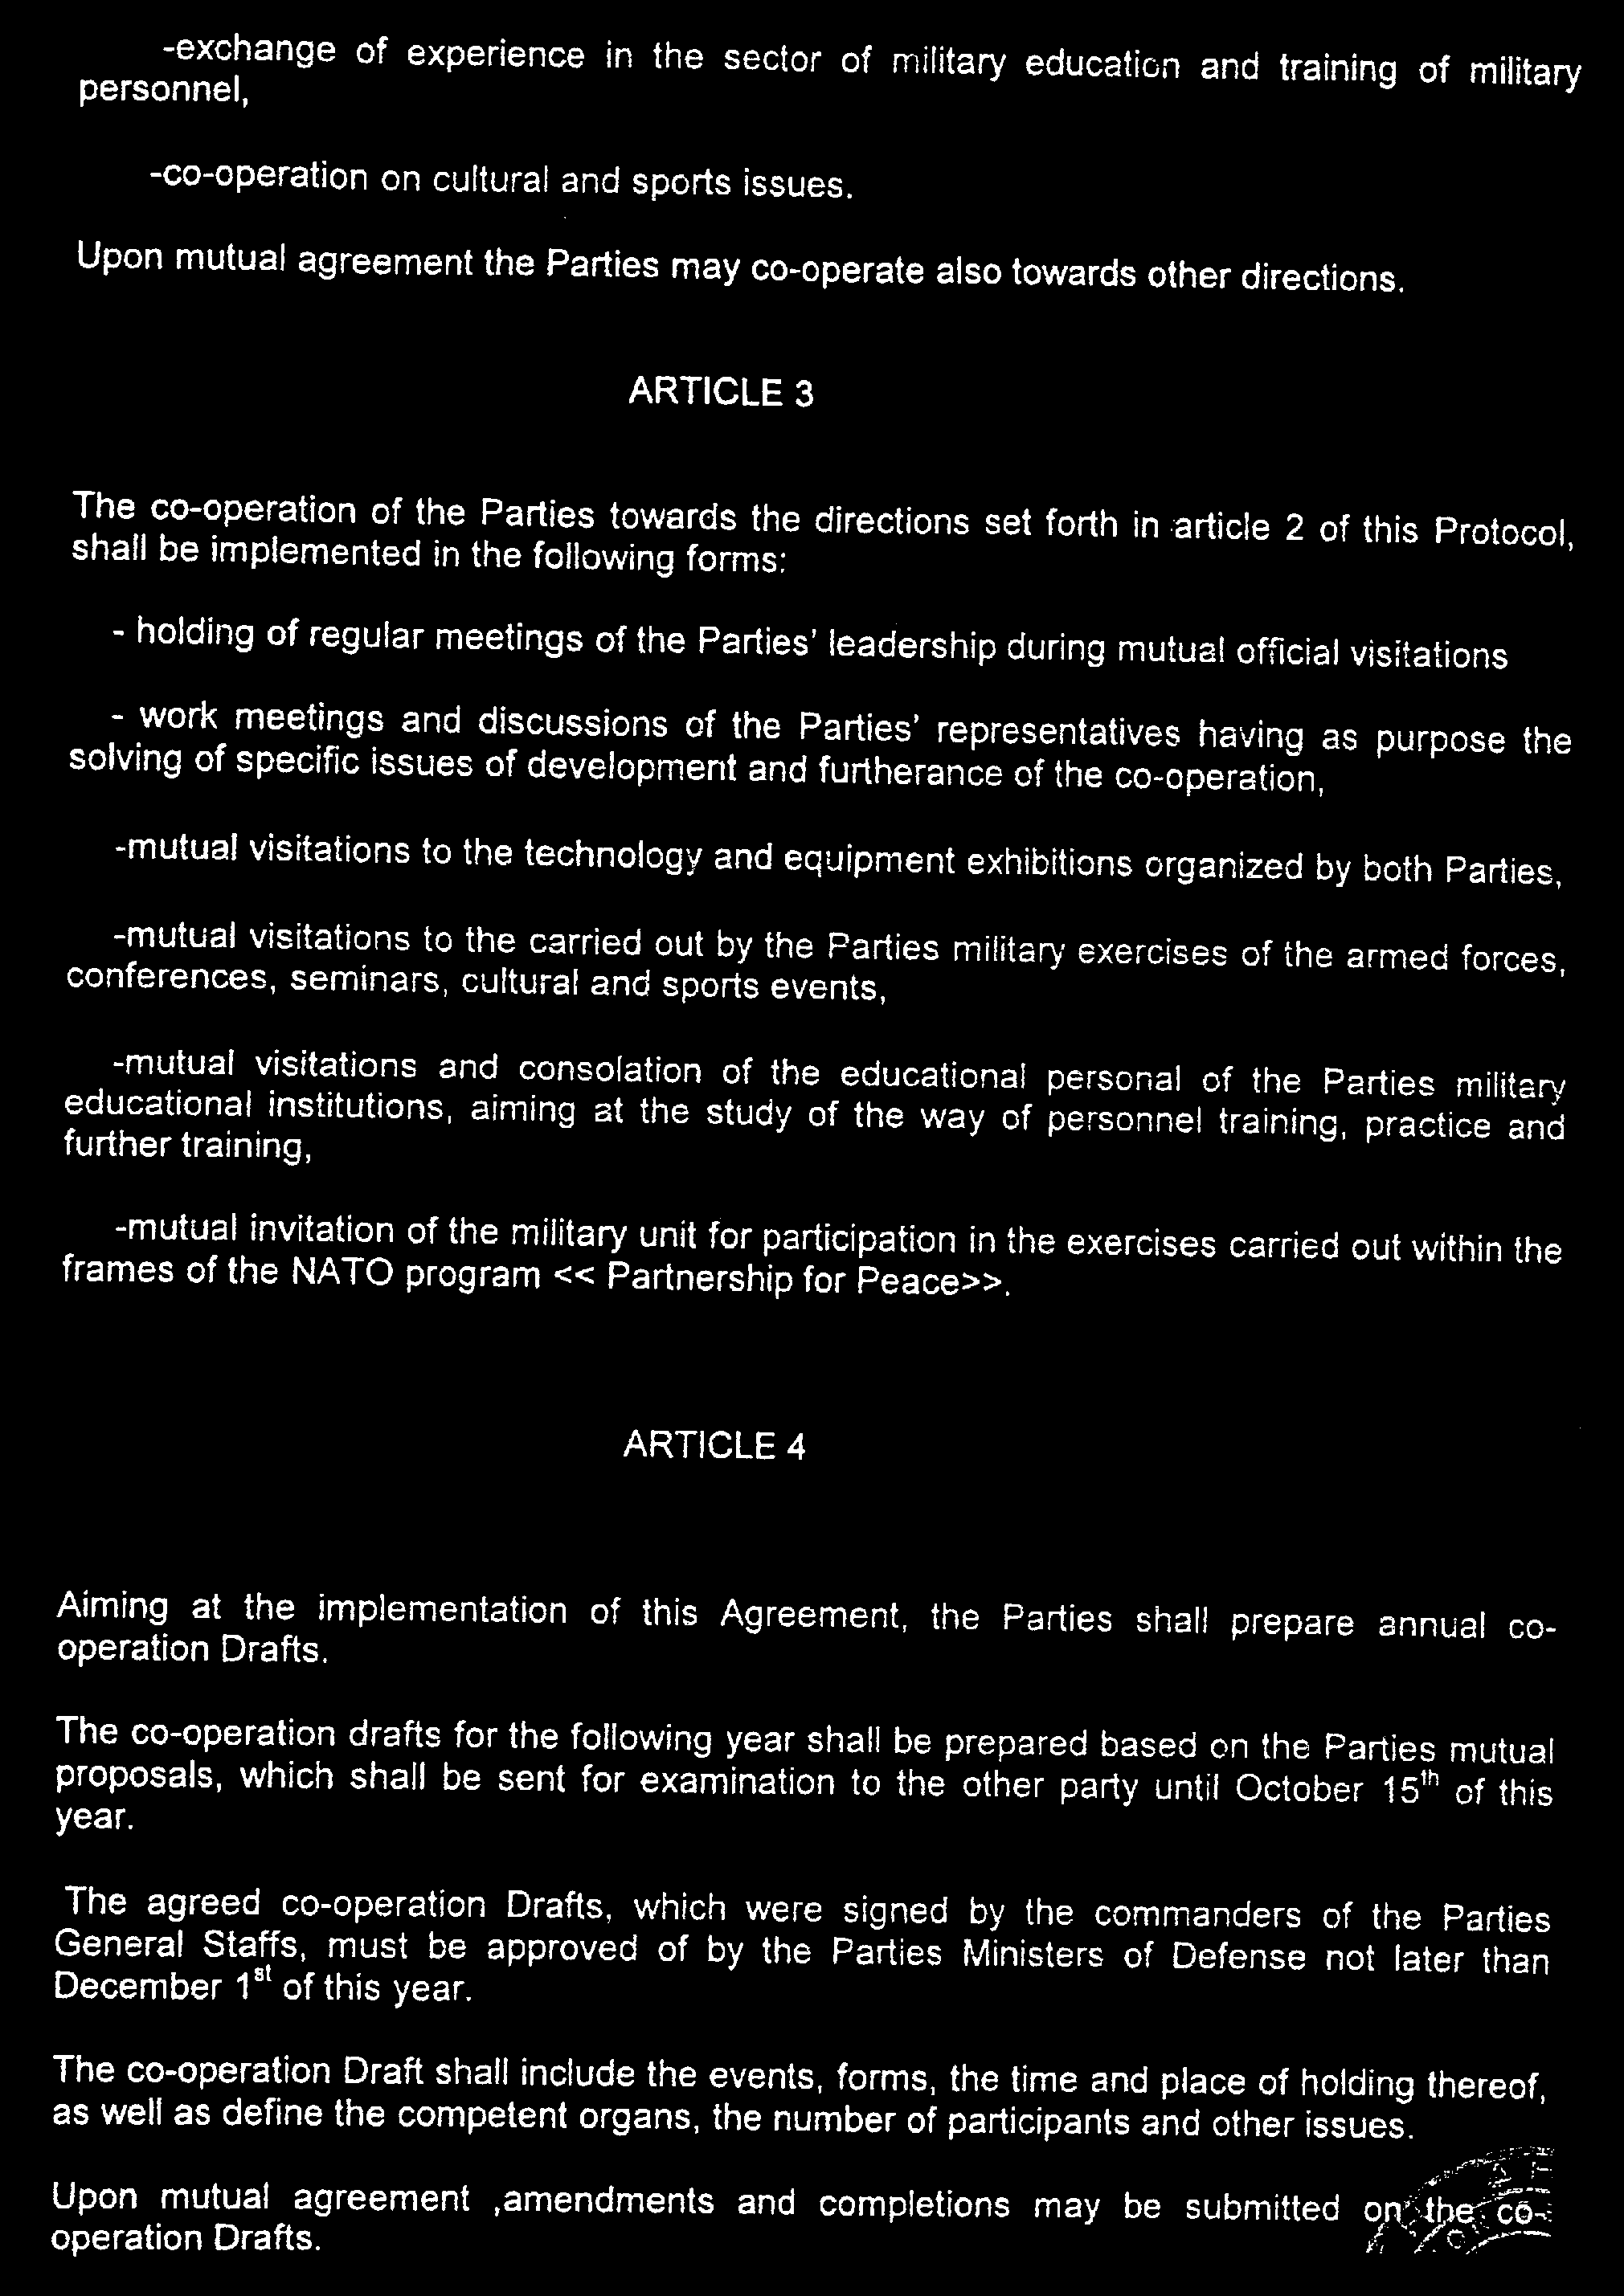 -exchange of experience in the sector of military education and training of military
personnel,
-co-operation on cultural and sports issues.
Upon mutual agreement the Parties may co-operate also towards other directions.
ARTICLE 3
The co-operation of the Parties towards the directions set forth in article 2 of this Protocol,
shall be implemented in the following forms:
- holding of regular meetings of the Parties' leadership during mutual official visitations
- work meetings and discussions of the Parties' representatives having as purpose the
solving of specific issues of development and furtherance of the co-operation,
-mutual visitations to the technology and equipment exhibitions organized by both Parties,
-mutual visitations to the carried out by the Parties military exercises of the armed forces,
conferences, seminars, cultural and sports events,
-mutual visitations and consolation of the educational personal of the Parties military
educational institutions, aiming at the study of the way of personnel training, practice and
further training,
-mutual invitation of the military unit for participation in the exercises carried out within the
frames of the NATO program << Partnership for Peace>>.
ARTICLE 4
Aiming at the implementation of this Agreement, the Parties shall prepare annual co-
operation Drafts.
The co-operation drafts for the following year shall be prepared based on the Parties mutual
proposals, which shall be sent for examination to the other party until October 15th of this
year.
The agreed co-operation Drafts, which were signed by the commanders of the Parties
General Staffs, must be approved of by the Parties Ministers of Defense not later than
December 1st of this year.
The co-operation Draft shall include the events, forms, the time and place of holding thereof,
as well as define the competent organs, the number of participants and other issues.
Upon mutual agreement ,amendments and completions may be submitted on the co-
operation Drafts.